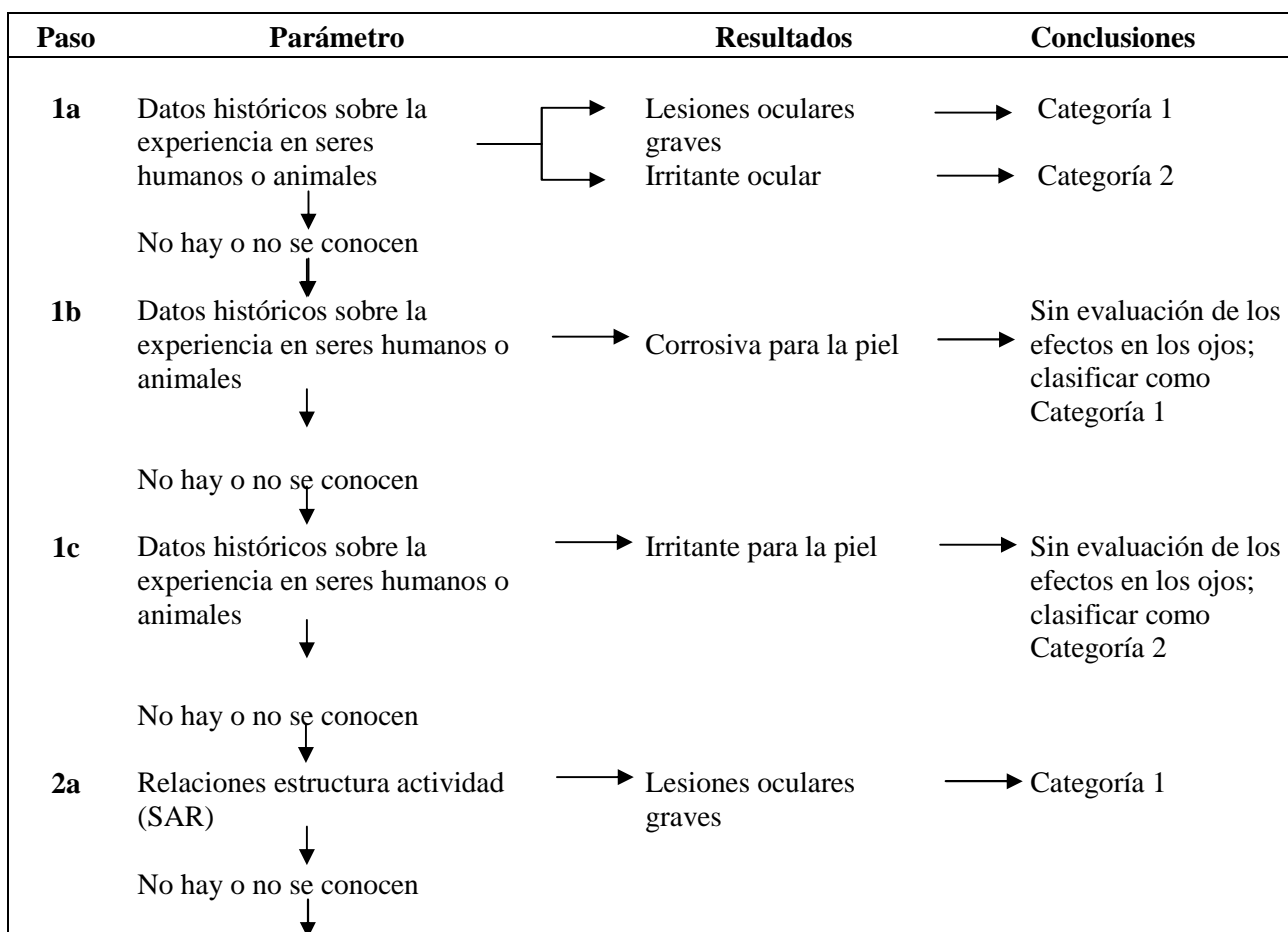 Paso Parámetro Resultados Conclusiones
1a Datos históricos sobre la Lesiones oculares Categoría 1
experiencia en seres graves
humanos o animales Irritante ocular Categoría 2
No hay o no se conocen
1b Datos históricos sobre la Sin evaluación de los
experiencia en seres humanos o Corrosiva para la piel efectos en los ojos;
animales clasificar como
Categoría 1
No hay o no se conocen
1c Datos históricos sobre la Irritante para la piel Sin evaluación de los
experiencia en seres humanos o efectos en los ojos;
animales clasificar como
Categoría 2
No hay o no se conocen
2a Relaciones estructura actividad Lesiones oculares Categoría 1
(SAR) graves
No hay o no se conocen